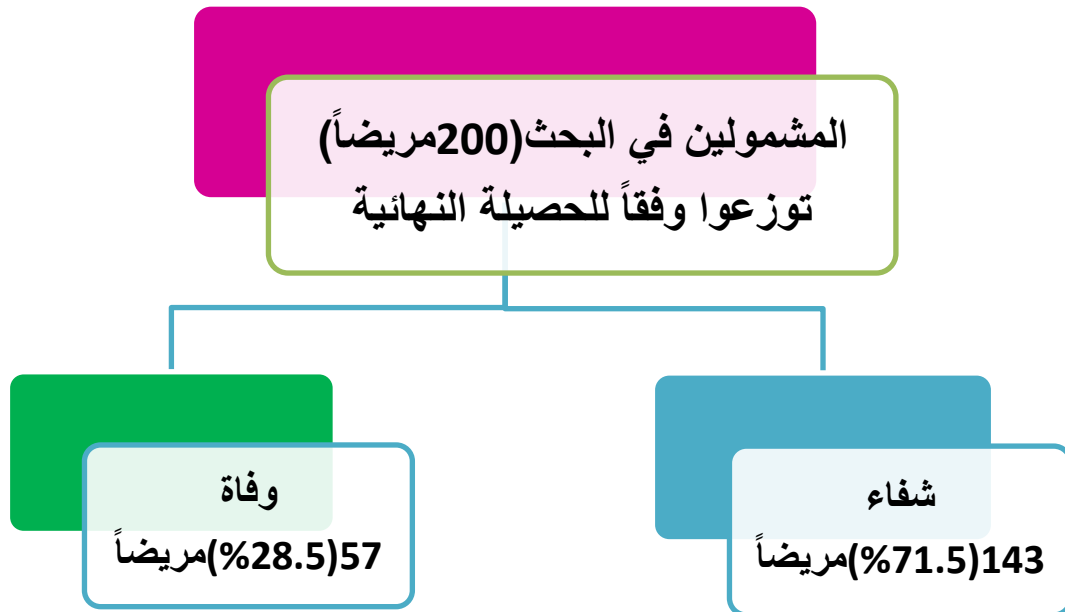 المشمولين في البحث(200مريضاً)
توزعوا وفقاً للحصيلة النهائية
شفاء
143(71.5%)مريضاً
وفاة
57(28.5%)مريضاً